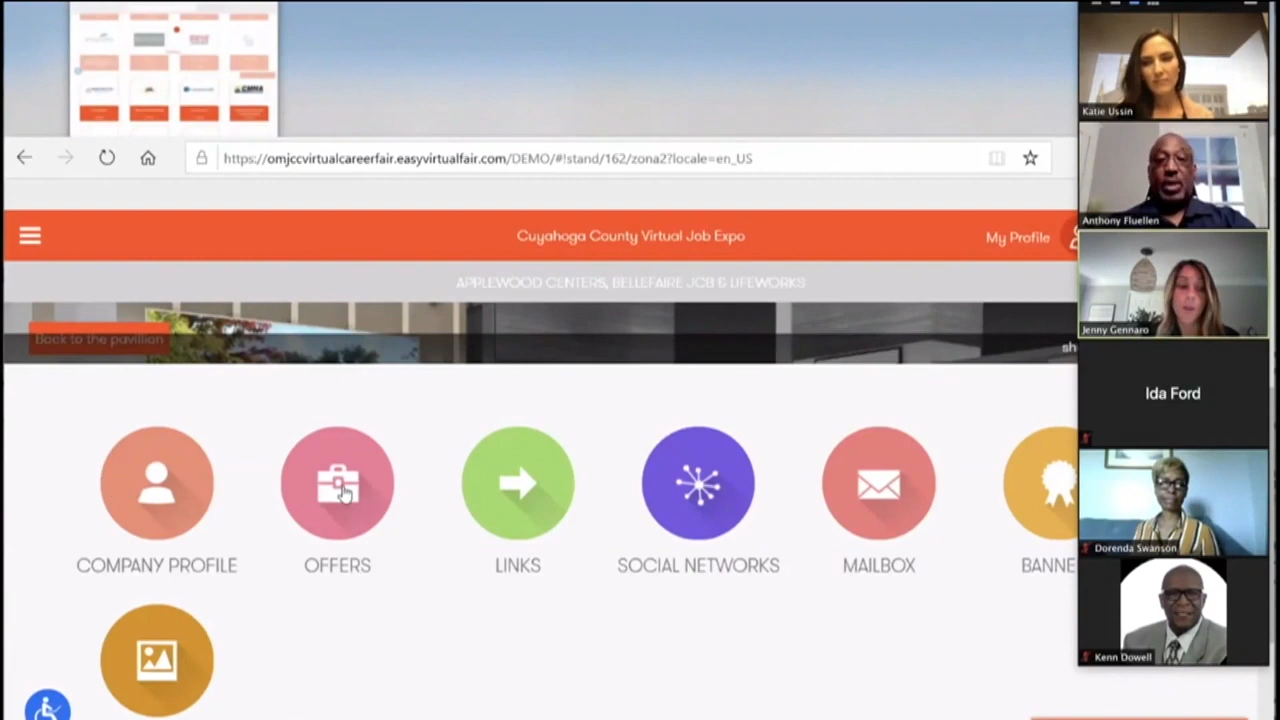 CMHA
https://omjccvirtualcareerfair.easyvirtualfair.com/DEMO/#!stand/162/zona2?locale=en_US
Cuyahoga County Virtual Job Expo
My Profile
APPLEWOOD CENTERS, BELLEFAIRE JCB & LIFEWORKS
Back to the pavilion
sh
COMPANY PROFILE
OFFERS
LINKS
SOCIAL NETWORKS
MAILBOX
BANNE
Katie Ussin
Anthony Fluellen
Jenny Gennaro
Ida Ford
Dorenda Swanson
Kenn Dowell